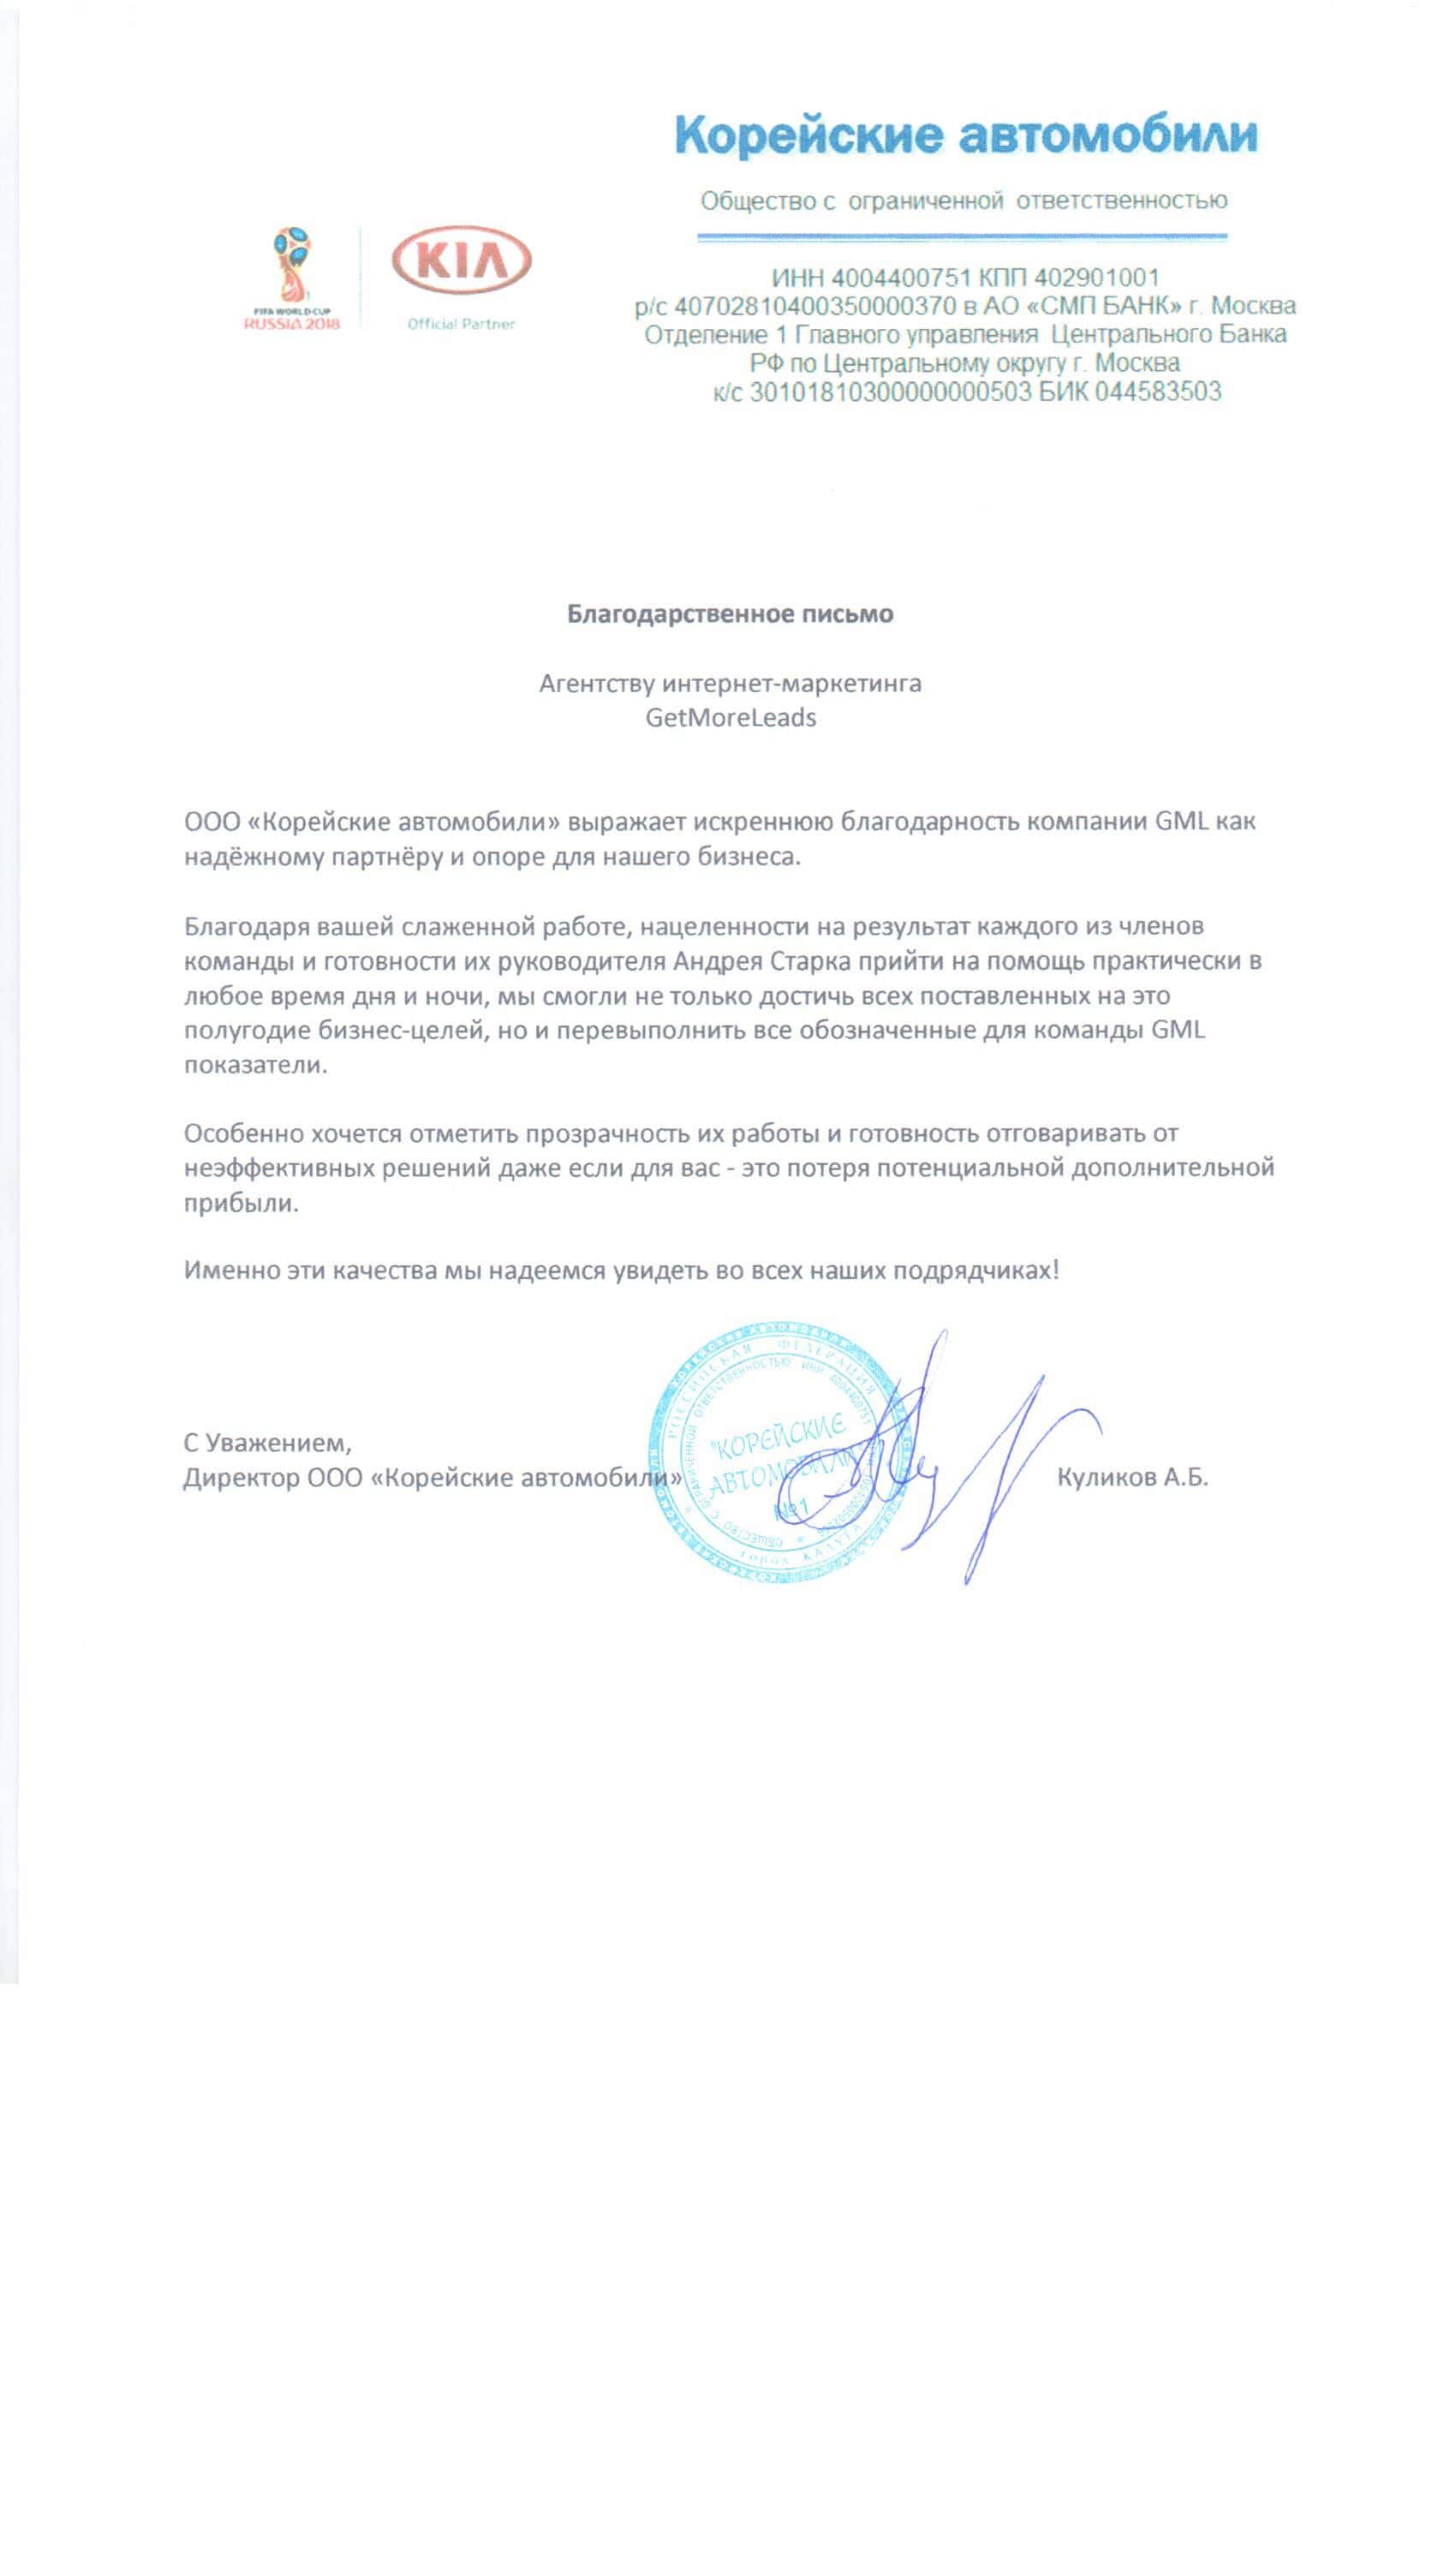 Корейские автомобили
Общество с ограниченной ответственностью
FIFA WORLD CUP
RUSSIA 2018
KIA
Official Partner
ИНН 4004400751 КПП 402901001
р/с 40702810400350000370 в АО «СМП БАНК» г. Москва
Отделение 1 Главного управления Центрального Банка
РФ по Центральному округу г. Москва
к/с 30101810300000000503 БИК 044583503
Благодарственное письмо
Агентству интернет-маркетинга
GetMoreLeads
ООО «Корейские автомобили» выражает искреннюю благодарность компании GML как
надёжному партнёру и опоре для нашего бизнеса.
Благодаря вашей слаженной работе, нацеленности на результат каждого из членов
команды и готовности их руководителя Андрея Старка прийти на помощь практически в
любое время дня и ночи, мы смогли не только достичь всех поставленных на это
полугодие бизнес-целей, но и перевыполнить все обозначенные для команды GML
показатели.
Особенно хочется отметить прозрачность их работы и готовность отговаривать от
неэффективных решений даже если для вас - это потеря потенциальной дополнительной
прибыли.
Именно эти качества мы надеемся увидеть во всех наших подрядчиках!
С Уважением,
Директор ООО «Корейские автомобили»
Куликов А.Б.
РОССИЙСКАЯ ФЕДЕРАЦИЯ
ОБЩЕСТВО С ОГРАНИЧЕННОЙ ОТВЕТСТВЕННОСТЬЮ ИНН 4004400751
"КОРЕЙСКИЕ
АВТОМОБИЛИ"
№1
город КАЛУГА